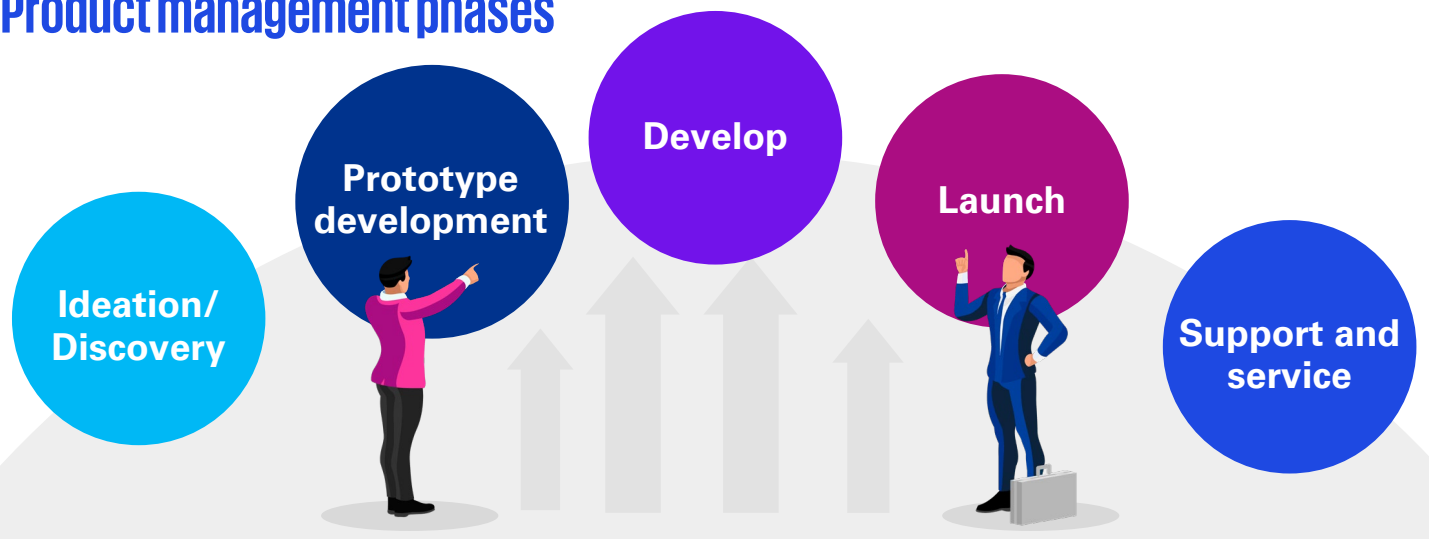 Product management phases
Ideation/
Discovery
Prototype
development
Develop
Launch
Support and
service